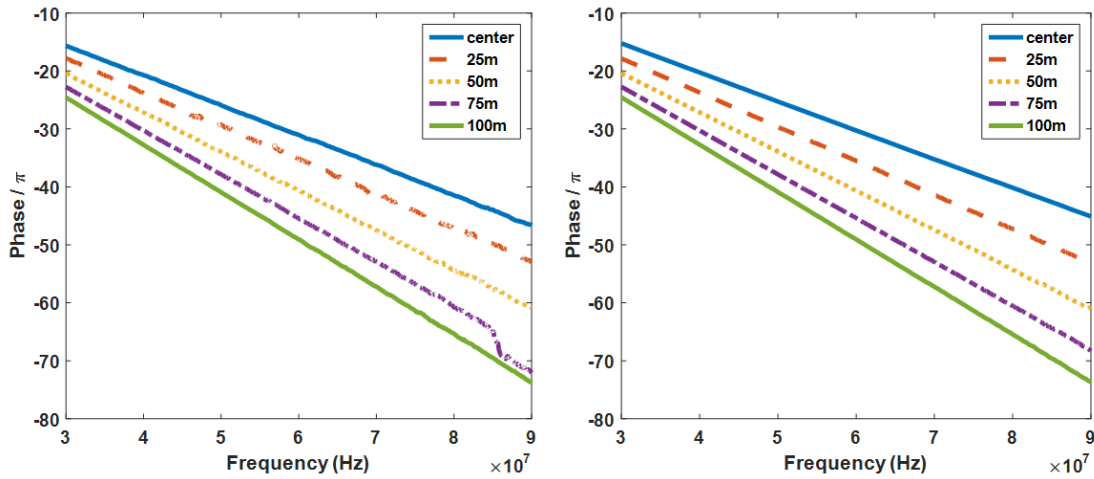 -10
-20
-30
-40
-50
-60
-70
-80
Phase / π
3 4 5 6 7 8 9
Frequency (Hz)
×10^7
center
25m
50m
75m
100m
-10
-20
-30
-40
-50
-60
-70
-80
Phase / π
3 4 5 6 7 8 9
Frequency (Hz)
×10^7
center
25m
50m
75m
100m